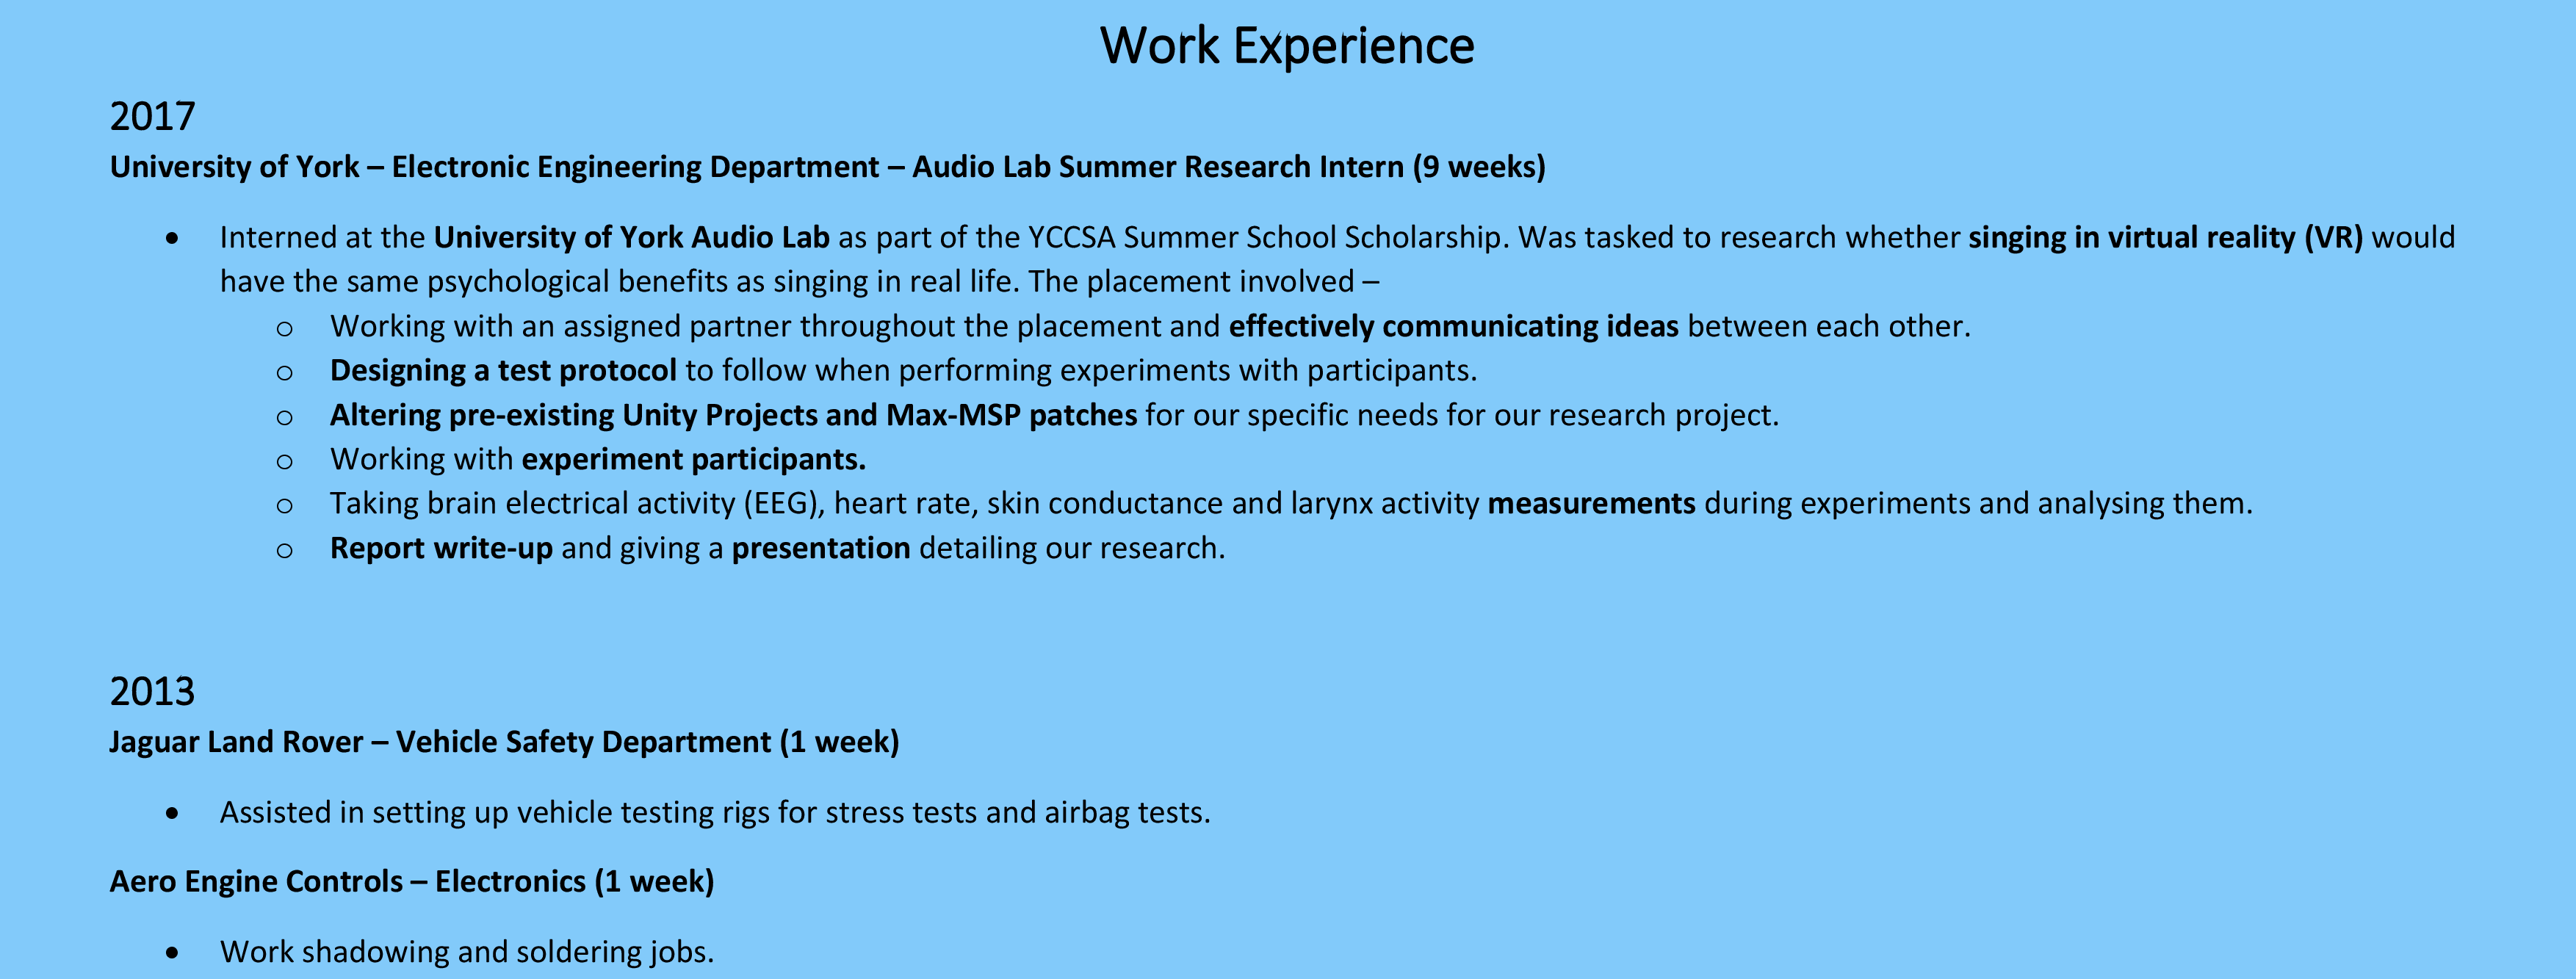 Work Experience
2017
University of York – Electronic Engineering Department – Audio Lab Summer Research Intern (9 weeks)
• Interned at the University of York Audio Lab as part of the YCCSA Summer School Scholarship. Was tasked to research whether singing in virtual reality (VR) would
have the same psychological benefits as singing in real life. The placement involved –
o Working with an assigned partner throughout the placement and effectively communicating ideas between each other.
o Designing a test protocol to follow when performing experiments with participants.
o Altering pre-existing Unity Projects and Max-MSP patches for our specific needs for our research project.
o Working with experiment participants.
o Taking brain electrical activity (EEG), heart rate, skin conductance and larynx activity measurements during experiments and analysing them.
o Report write-up and giving a presentation detailing our research.
2013
Jaguar Land Rover – Vehicle Safety Department (1 week)
• Assisted in setting up vehicle testing rigs for stress tests and airbag tests.
Aero Engine Controls – Electronics (1 week)
• Work shadowing and soldering jobs.